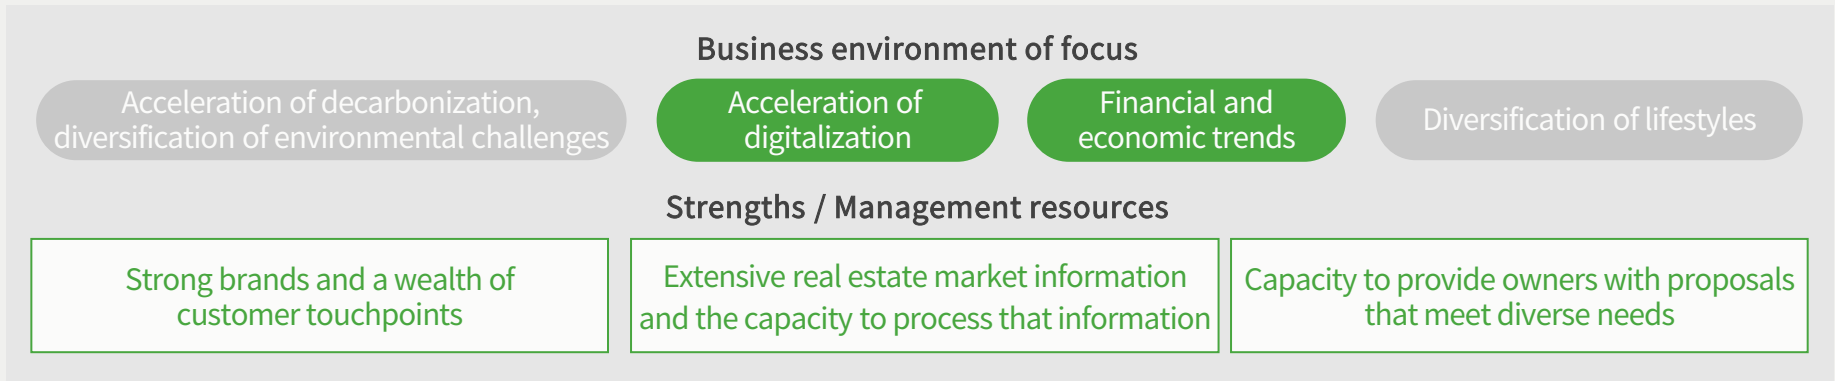 Business environment of focus
Acceleration of decarbonization,
diversification of environmental challenges
Acceleration of
digitalization
Financial and
economic trends
Diversification of lifestyles
Strengths / Management resources
Strong brands and a wealth of
customer touchpoints
Extensive real estate market information
and the capacity to process that information
Capacity to provide owners with proposals
that meet diverse needs